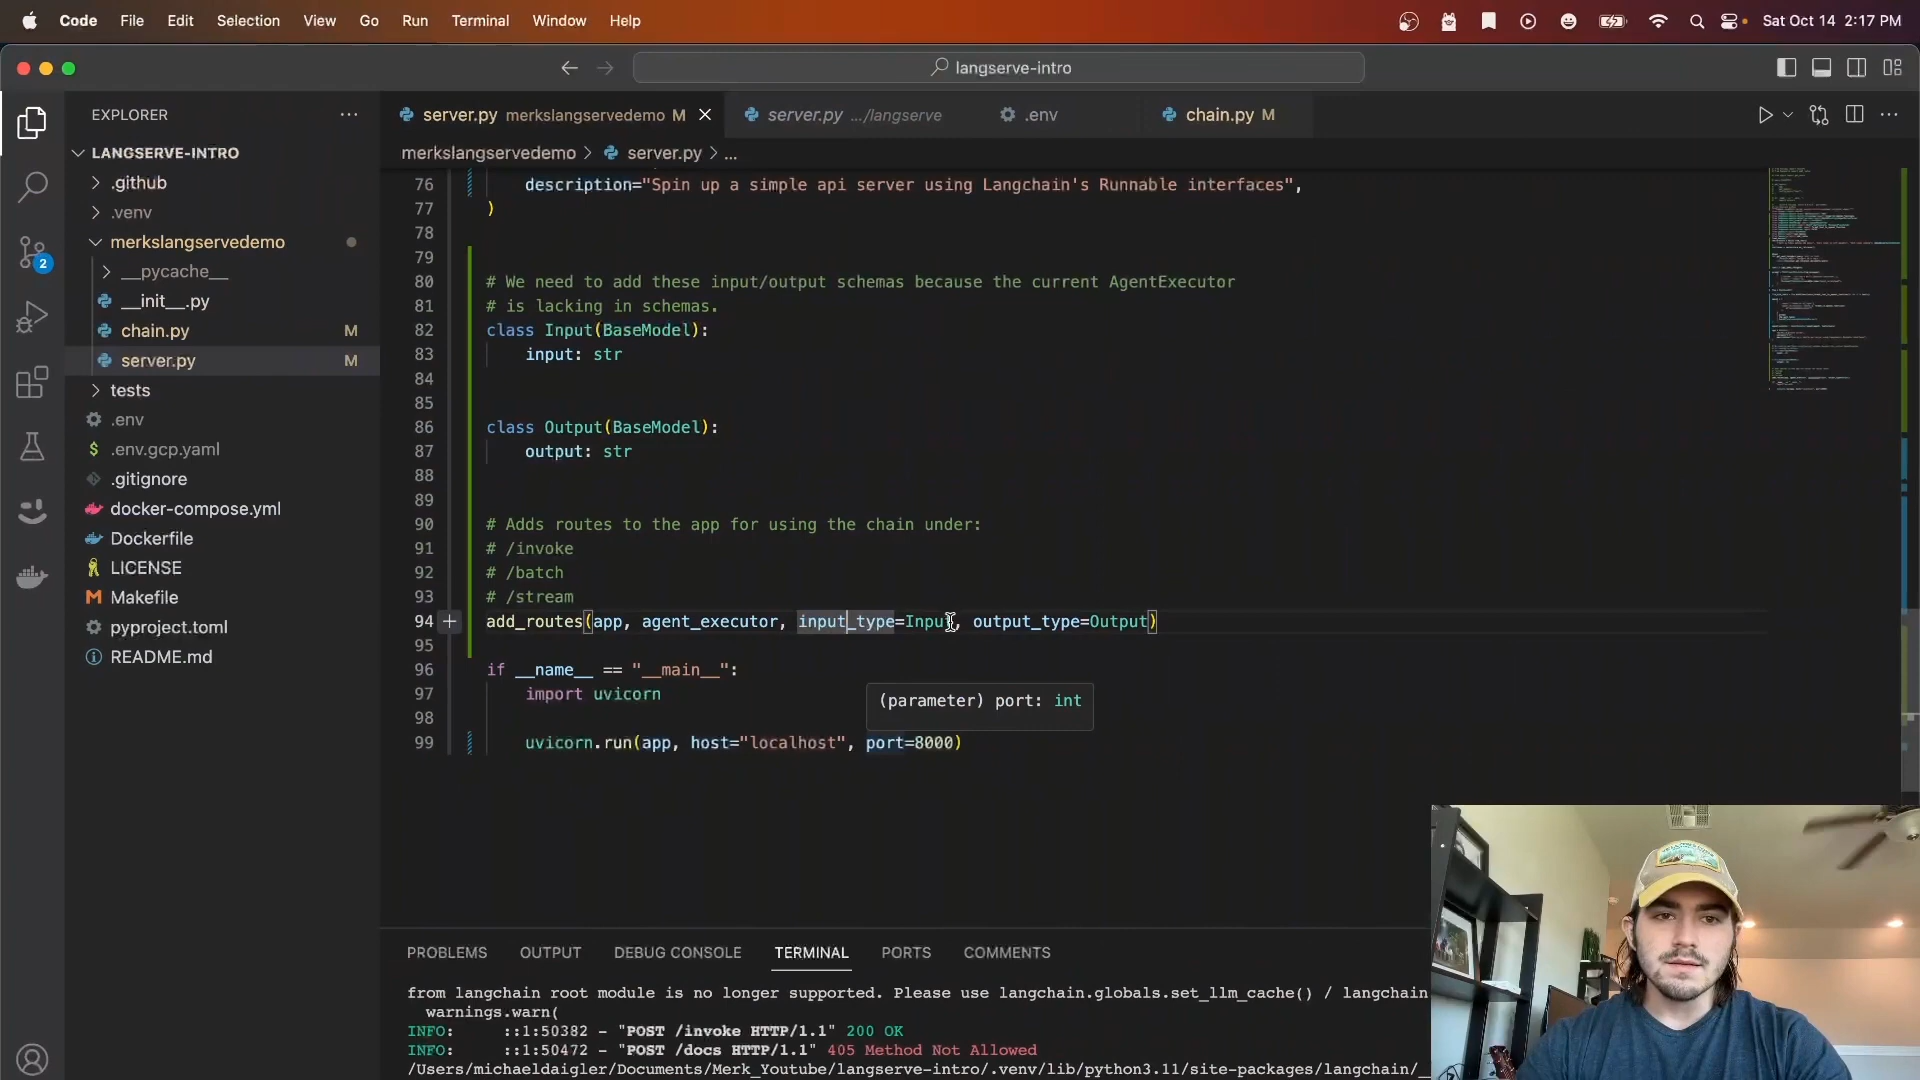 Code File Edit Selection View Go Run Terminal Window Help Sat Oct 14 2:17 PM
langserve-intro
EXPLORER
server.py merkslangservedemo M
server.py .../langserve
.env
chain.py M
merkslangservedemo > server.py > ...
LANGSERVE-INTRO
.github
.venv
merkslangservedemo
__pycache__
__init__.py
chain.py M
server.py M
tests
.env
.env.gcp.yaml
.gitignore
docker-compose.yml
Dockerfile
LICENSE
Makefile
pyproject.toml
README.md
2
76 description="Spin up a simple api server using Langchain's Runnable interfaces",
77 )
78
79
80 # We need to add these input/output schemas because the current AgentExecutor
81 # is lacking in schemas.
82 class Input(BaseModel):
83 input: str
84
85
86 class Output(BaseModel):
87 output: str
88
89
90 # Adds routes to the app for using the chain under:
91 # /invoke
92 # /batch
93 # /stream
94 add_routes(app, agent_executor, input_type=Input, output_type=Output)
95
96 if __name__ == "__main__":
97 import uvicorn
(parameter) port: int
98
99 uvicorn.run(app, host="localhost", port=8000)
PROBLEMS OUTPUT DEBUG CONSOLE TERMINAL PORTS COMMENTS
from langchain root module is no longer supported. Please use langchain.globals.set_llm_cache() / langchain
warnings.warn(
INFO: ::1:50382 - "POST /invoke HTTP/1.1" 200 OK
INFO: ::1:50472 - "POST /docs HTTP/1.1" 405 Method Not Allowed
/Users/michaeldaigler/Documents/Merk_Youtube/langserve-intro/.venv/lib/python3.11/site-packages/langchain/__